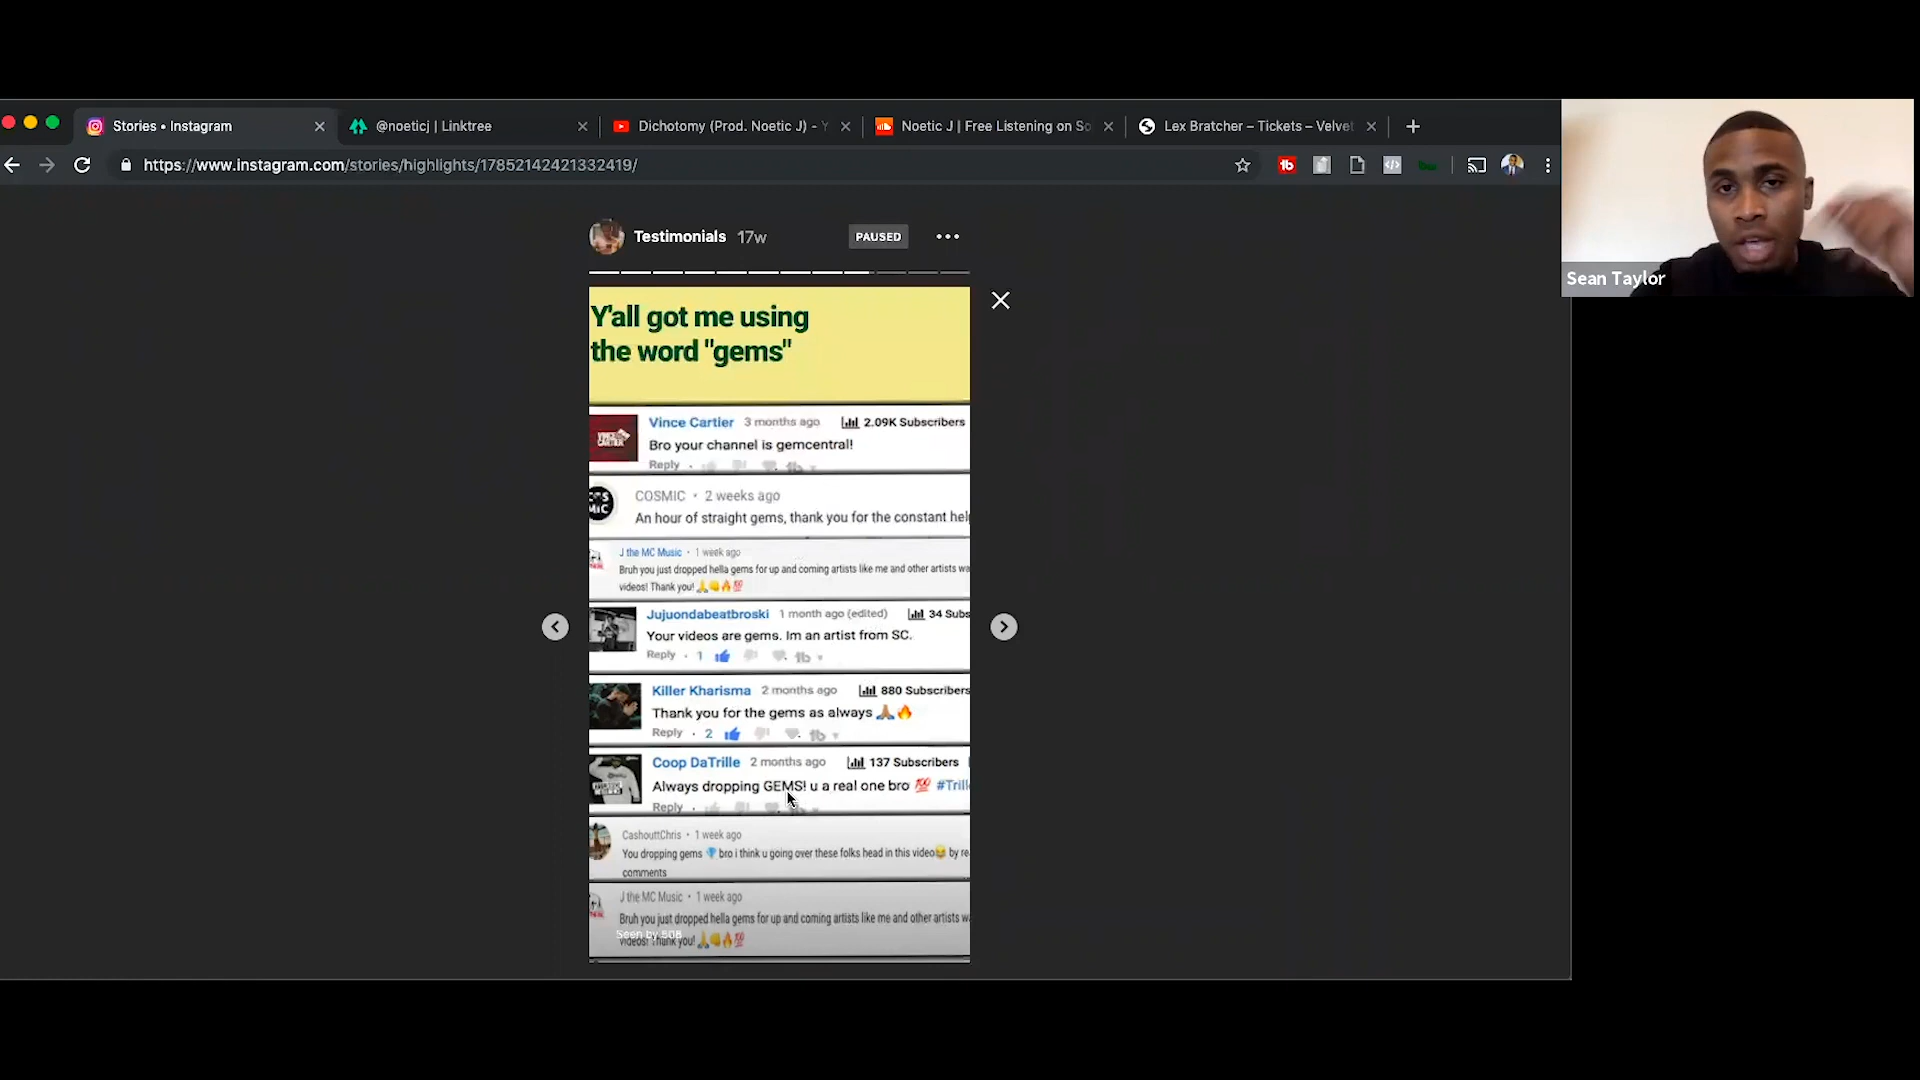 Stories • Instagram
@noeticj | Linktree
Dichotomy (Prod. Noetic J) - Y
Noetic J | Free Listening on So
Lex Bratcher – Tickets – Velvet
https://www.instagram.com/stories/highlights/17852142421332419/
Sean Taylor
Testimonials 17w
PAUSED
Y'all got me using
the word "gems"
Vince Cartier 3 months ago 2.09K Subscribers
Bro your channel is gemcentral!
Reply
COSMIC • 2 weeks ago
An hour of straight gems, thank you for the constant hel
J the MC Music • 1 week ago
Bruh you just dropped hella gems for up and coming artists like me and other artists wa
videos! Thank you! 🙏👊🔥💯
Jujuondabeatbroski 1 month ago (edited) 34 Subs
Your videos are gems. Im an artist from SC.
Reply • 1
Killer Kharisma 2 months ago 880 Subscribers
Thank you for the gems as always 🙏🏽🔥
Reply • 2
Coop DaTrille 2 months ago 137 Subscribers
Always dropping GEMS! u a real one bro 💯 #Trill
Reply
CashouttChris • 1 week ago
You dropping gems 💎 bro i think u going over these folks head in this video😂 by re
comments
J the MC Music • 1 week ago
Bruh you just dropped hella gems for up and coming artists like me and other artists wa
Seen by 508
videos! Thank you! 🙏👊🔥💯